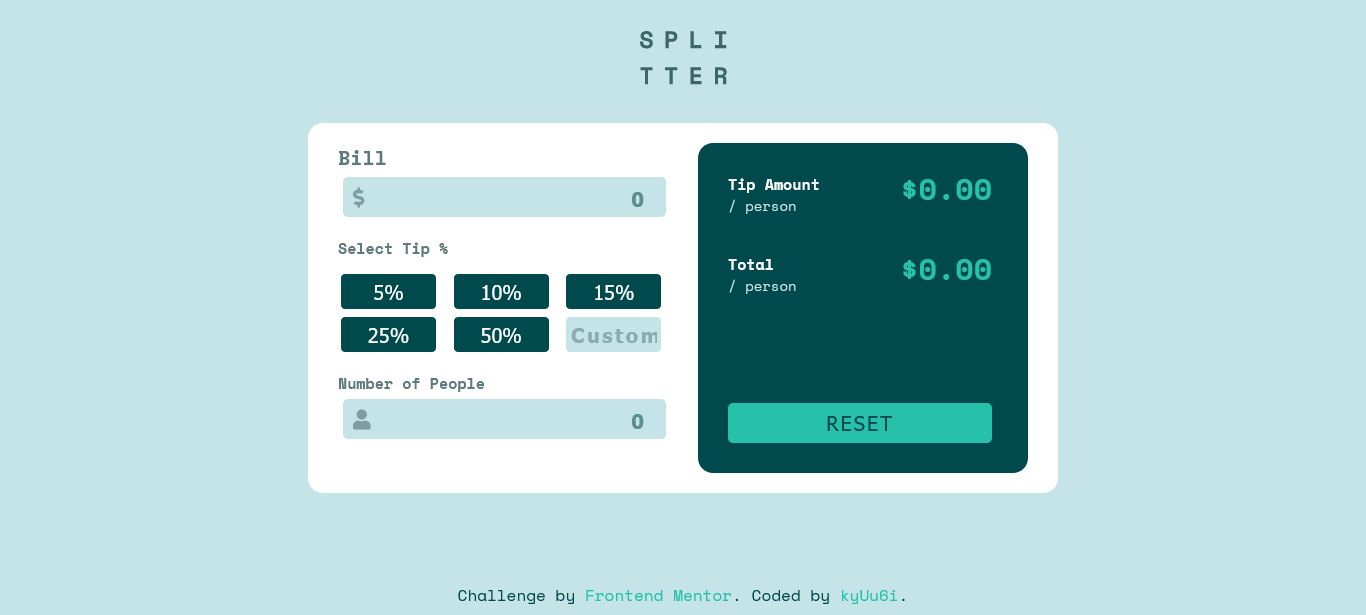 SPLI
TTER
Bill
$ 0
Select Tip %
5% 10% 15%
25% 50% Custom
Number of People
0
Tip Amount $0.00
/ person
Total $0.00
/ person
RESET
Challenge by Frontend Mentor. Coded by kyUu6i.